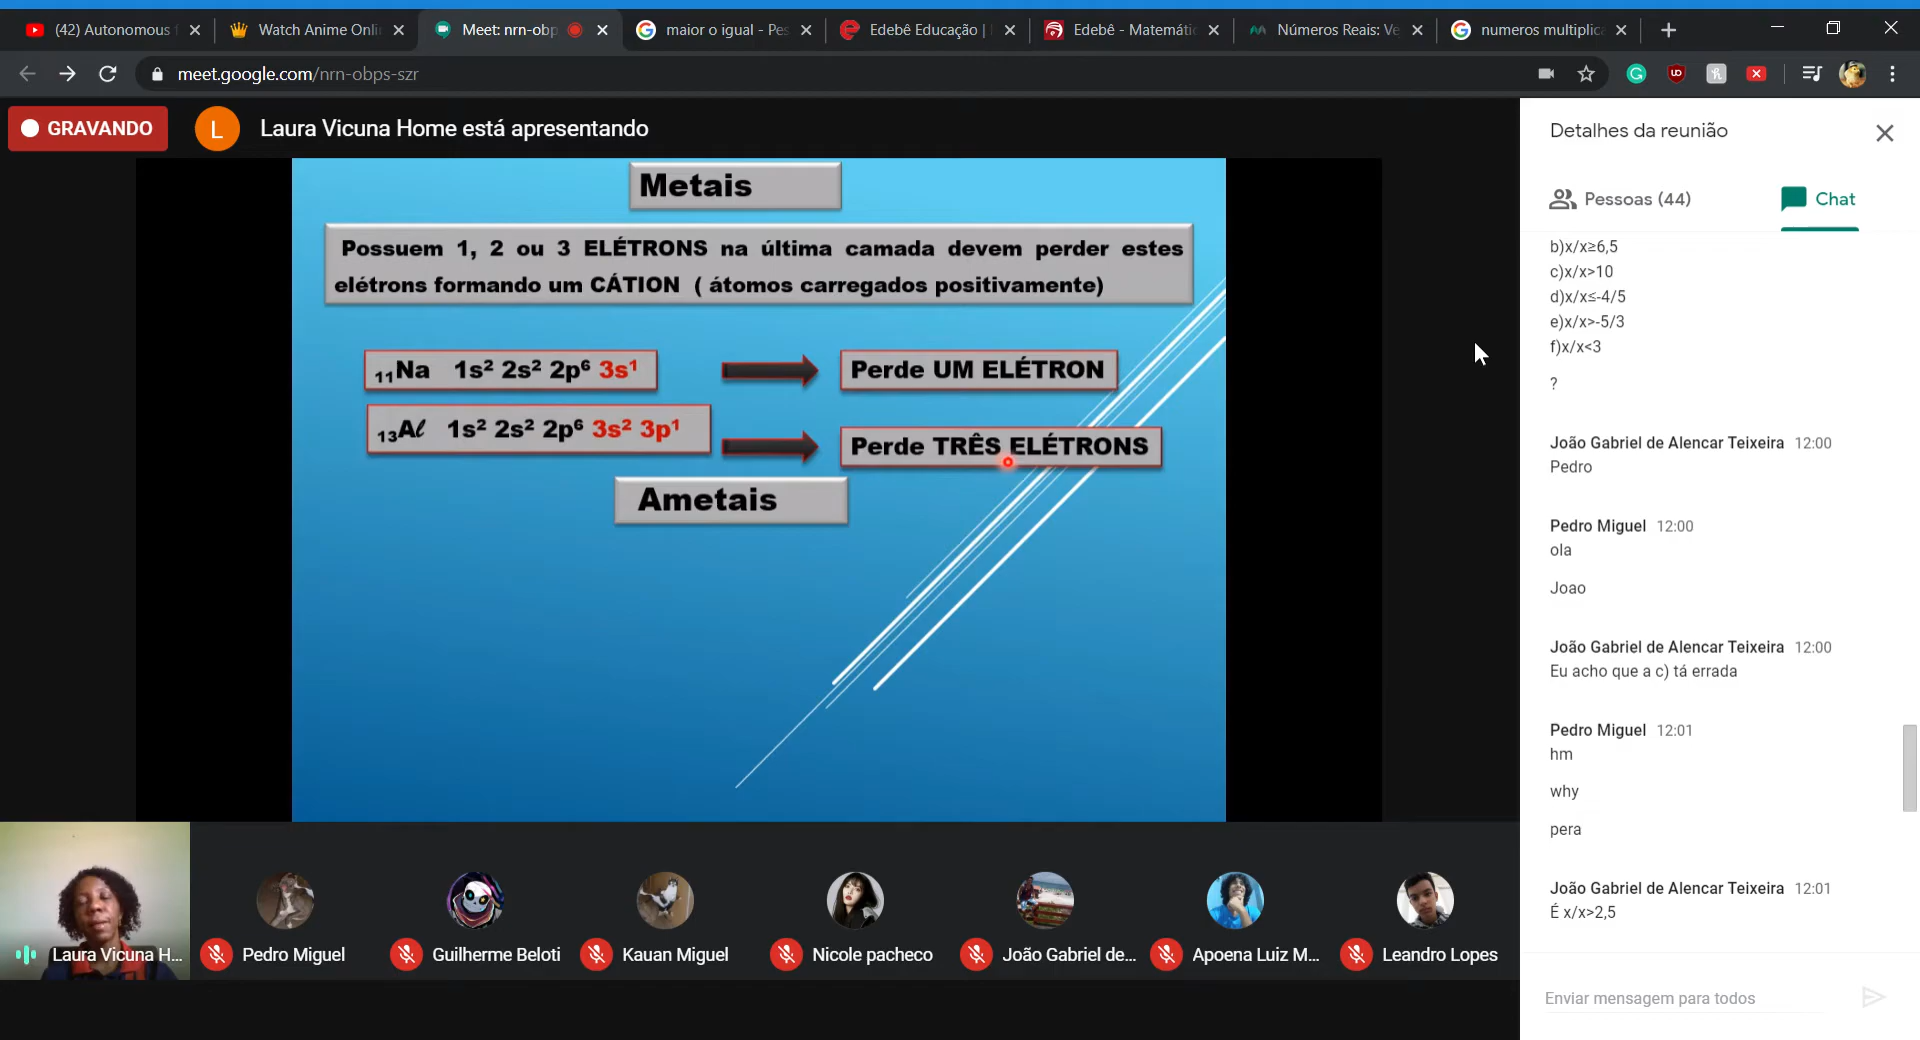 (42) Autonomous
Watch Anime Onli
Meet: nrn-obp
maior o igual - Pes
Edebê Educação |
Edebê - Matemátic
Números Reais: Ve
numeros multiplica
meet.google.com/nrn-obps-szr
GRAVANDO
L
Laura Vicuna Home está apresentando
Metais
Possuem 1, 2 ou 3 ELÉTRONS na última camada devem perder estes
elétrons formando um CÁTION ( átomos carregados positivamente)
₁₁Na 1s² 2s² 2p⁶ 3s¹
Perde UM ELÉTRON
₁₃Aℓ 1s² 2s² 2p⁶ 3s² 3p¹
Perde TRÊS ELÉTRONS
Ametais
Laura Vicuna H...
Pedro Miguel
Guilherme Beloti
Kauan Miguel
Nicole pacheco
João Gabriel de...
Apoena Luiz M...
Leandro Lopes
Detalhes da reunião
Pessoas (44)
Chat
b)x/x≥6,5
c)x/x>10
d)x/x≤-4/5
e)x/x>-5/3
f)x/x<3
?
João Gabriel de Alencar Teixeira 12:00
Pedro
Pedro Miguel 12:00
ola
Joao
João Gabriel de Alencar Teixeira 12:00
Eu acho que a c) tá errada
Pedro Miguel 12:01
hm
why
pera
João Gabriel de Alencar Teixeira 12:01
É x/x>2,5
Enviar mensagem para todos